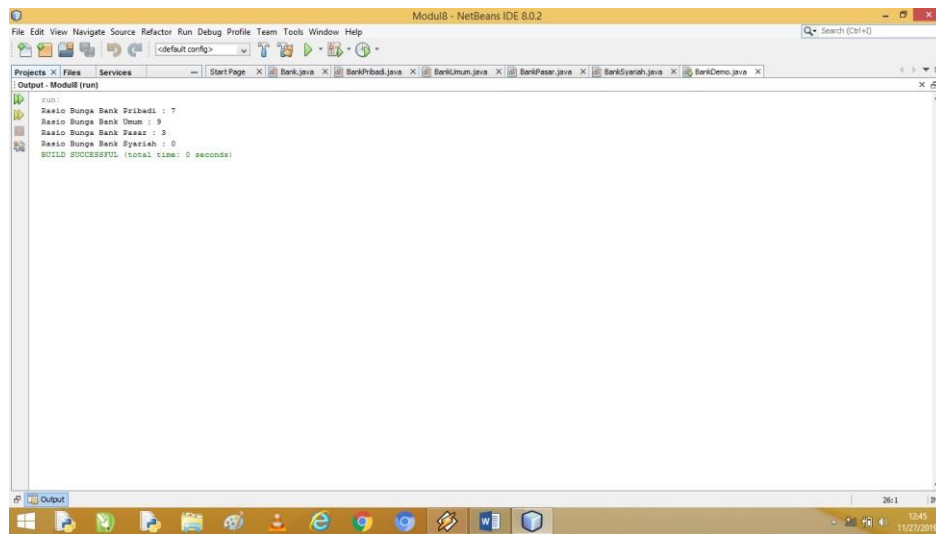 Modul8 - NetBeans IDE 8.0.2
File Edit View Navigate Source Refactor Run Debug Profile Team Tools Window Help
Search (Ctrl+I)
<default config>
Projects Files Services Start Page Bank.java BankPribadi.java BankUmum.java BankPasar.java BankSyariah.java BankDemo.java
Output - Modul8 (run)
run:
Rasio Bunga Bank Pribadi : 7
Rasio Bunga Bank Umum : 9
Rasio Bunga Bank Pasar : 3
Rasio Bunga Bank Syariah : 0
BUILD SUCCESSFUL (total time: 0 seconds)
Output
26:1
12:45
11/27/2019